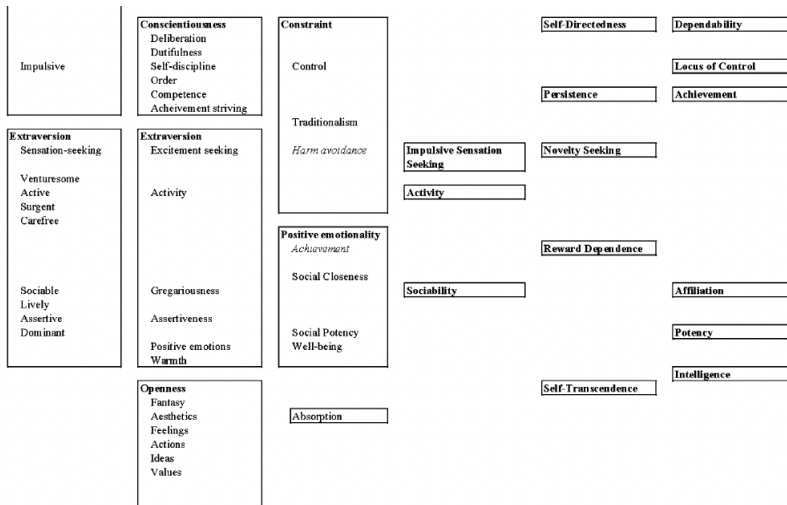 Impulsive
Extraversion
Sensation-seeking
Venturesome
Active
Surgent
Carefree
Sociable
Lively
Assertive
Dominant
Conscientiousness
Deliberation
Dutifulness
Self-discipline
Order
Competence
Acheivement striving
Extraversion
Excitement seeking
Activity
Gregariousness
Assertiveness
Positive emotions
Warmth
Openness
Fantasy
Aesthetics
Feelings
Actions
Ideas
Values
Constraint
Control
Traditionalism
Harm avoidance
Positive emotionality
Achievement
Social Closeness
Social Potency
Well-being
Absorption
Impulsive Sensation
Seeking
Activity
Sociability
Self-Directedness
Persistence
Novelty Seeking
Reward Dependence
Self-Transcendence
Dependability
Locus of Control
Achievement
Affiliation
Potency
Intelligence